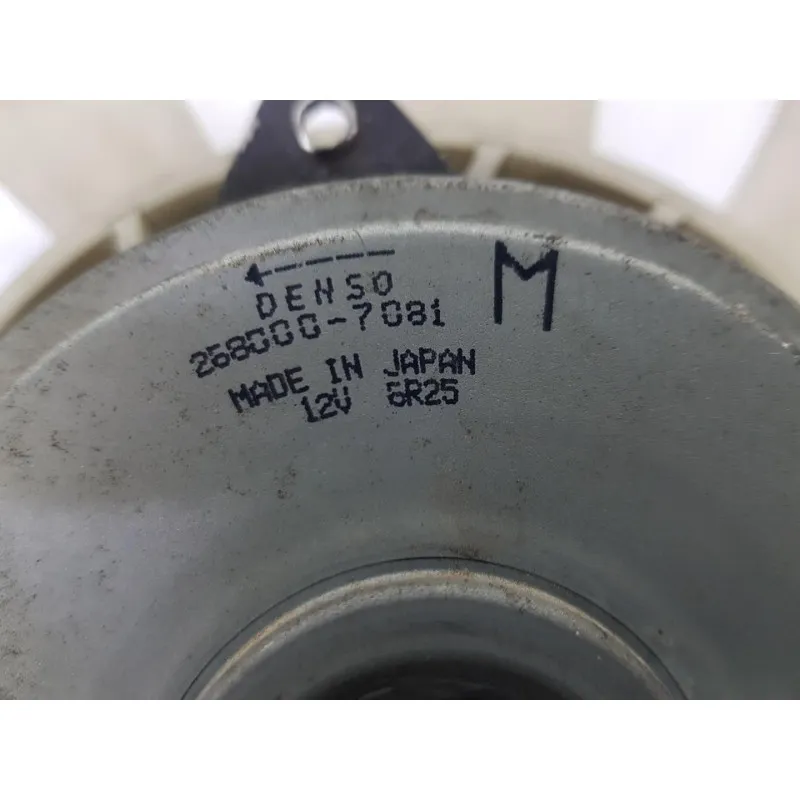 DENSO
268000-7081
M
MADE IN JAPAN
12V 6R25